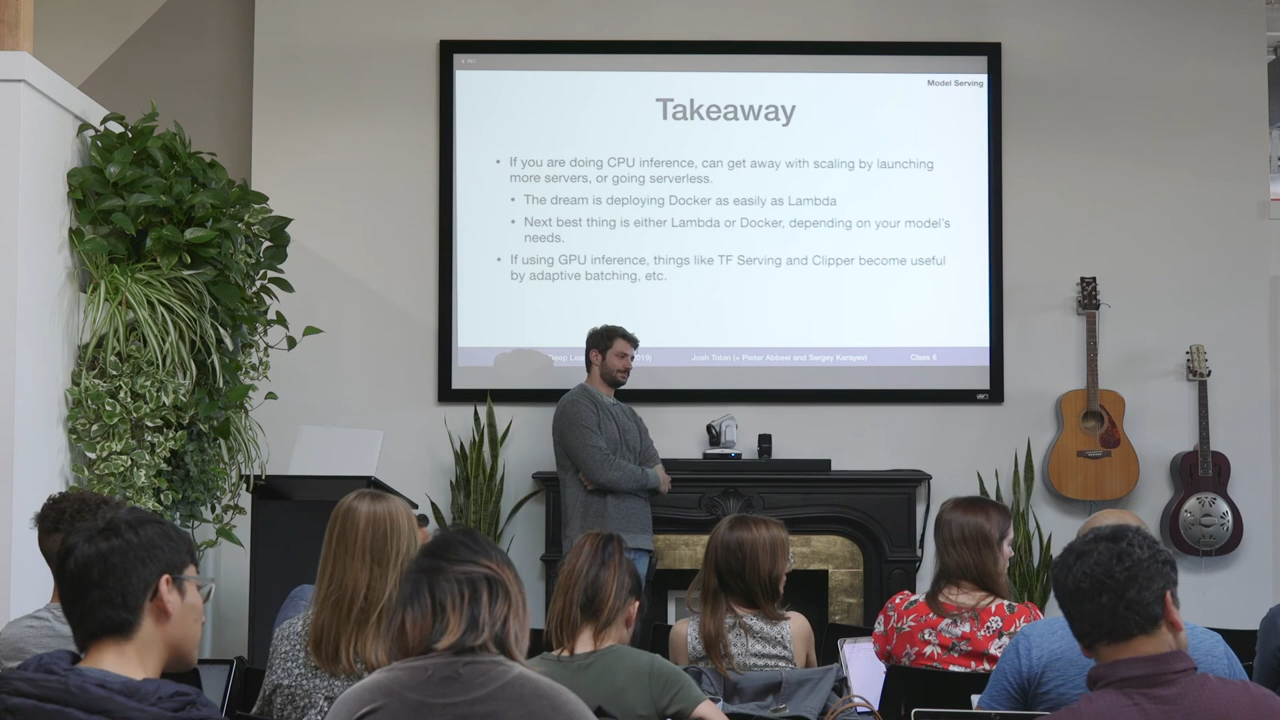 Model Serving
Takeaway
• If you are doing CPU inference, can get away with scaling by launching
more servers, or going serverless.
• The dream is deploying Docker as easily as Lambda
• Next best thing is either Lambda or Docker, depending on your model's
needs.
• If using GPU inference, things like TF Serving and Clipper become useful
by adaptive batching, etc.
Deep Lea 2019) Josh Tobin (+ Pieter Abbeel and Sergey Karayev) Class 6